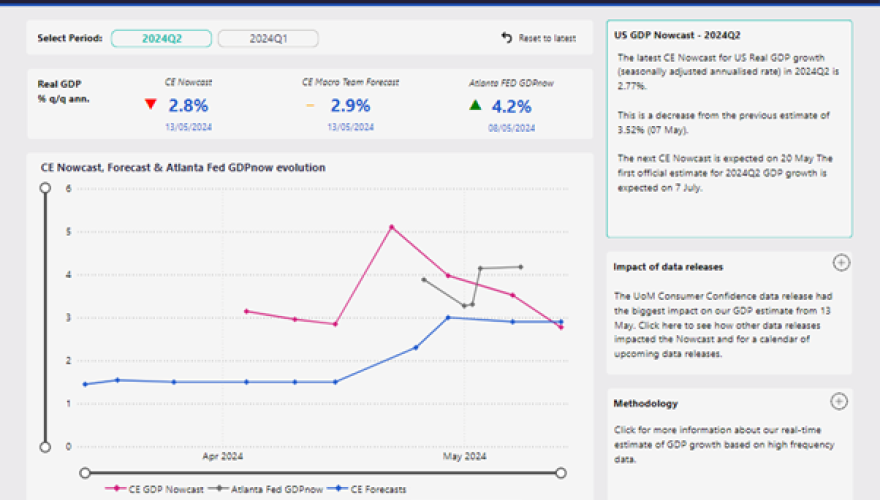 Select Period:
2024Q2
2024Q1
Reset to latest
Real GDP
% q/q ann.
CE Nowcast
2.8%
13/05/2024
CE Macro Team Forecast
2.9%
13/05/2024
Atlanta FED GDPnow
4.2%
08/05/2024
CE Nowcast, Forecast & Atlanta Fed GDPnow evolution
6
5
4
3
2
1
0
Apr 2024
May 2024
CE GDP Nowcast
Atlanta Fed GDPnow
CE Forecasts
US GDP Nowcast - 2024Q2
The latest CE Nowcast for US Real GDP growth
(seasonally adjusted annualised rate) in 2024Q2 is
2.77%.
This is a decrease from the previous estimate of
3.52% (07 May).
The next CE Nowcast is expected on 20 May The
first official estimate for 2024Q2 GDP growth is
expected on 7 July.
Impact of data releases
The UoM Consumer Confidence data release had
the biggest impact on our GDP estimate from 13
May. Click here to see how other data releases
impacted the Nowcast and for a calendar of
upcoming data releases.
Methodology
Click for more information about our real-time
estimate of GDP growth based on high frequency
data.